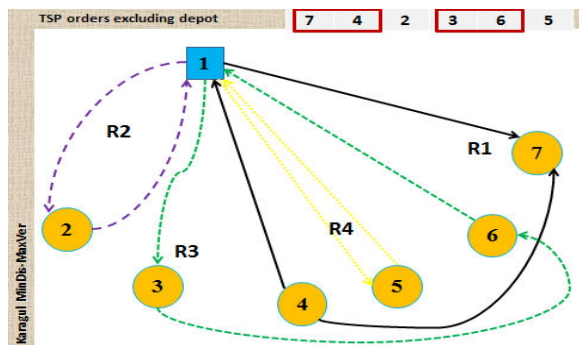 TSP orders excluding depot 7 4 2 3 6 5
1
R2
R1
7
2
6
R3
R4
3
4
5
Karagul MinDis-MaxVer